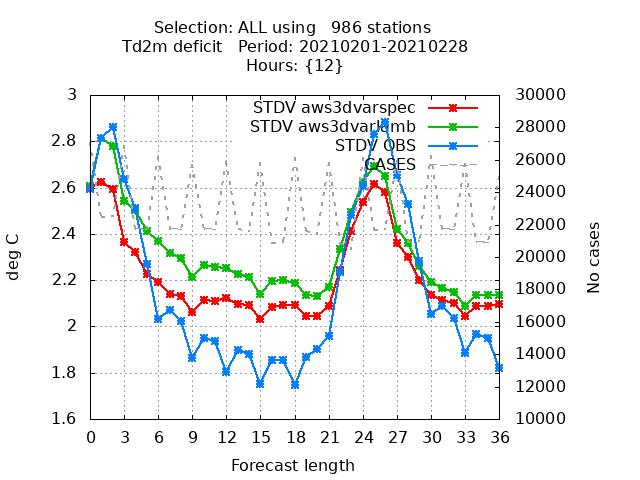 Selection: ALL using 986 stations
Td2m deficit Period: 20210201-20210228
Hours: {12}
STDV aws3dvarspec
STDV aws3dvarlamb
STDV OBS
CASES
3
2.8
2.6
2.4
2.2
2
1.8
1.6
deg C
30000
28000
26000
24000
22000
20000
18000
16000
14000
12000
10000
No cases
0 3 6 9 12 15 18 21 24 27 30 33 36
Forecast length